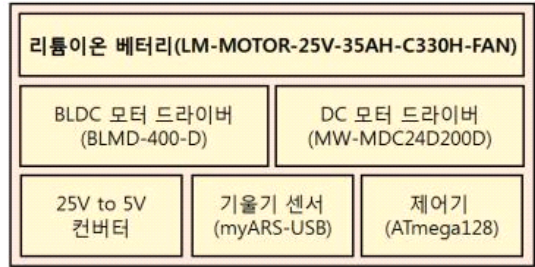 리튬이온 베터리(LM-MOTOR-25V-35AH-C330H-FAN)
BLDC 모터 드라이버
(BLMD-400-D)
DC 모터 드라이버
(MW-MDC24D200D)
25V to 5V
컨버터
기울기 센서
(myARS-USB)
제어기
(ATmega128)